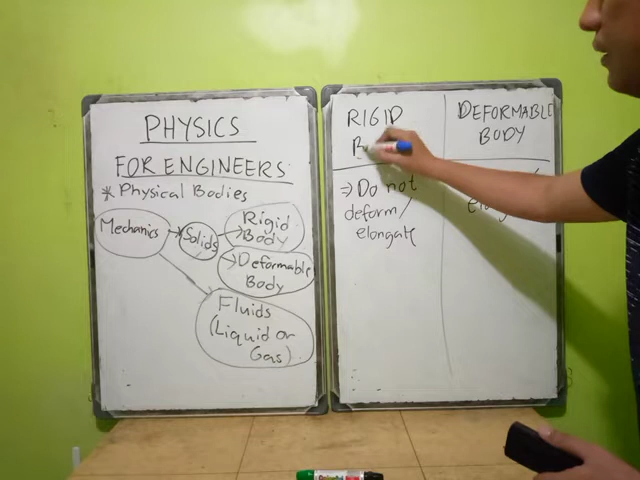 PHYSICS
FOR ENGINEERS
* Physical Bodies
Mechanics
Solids
Rigid
Body
Deformable
Body
Fluids
(Liquid or
Gas)
RIGID
B
⇒ Do not
deform/
elongate
DEFORMABLE
BODY